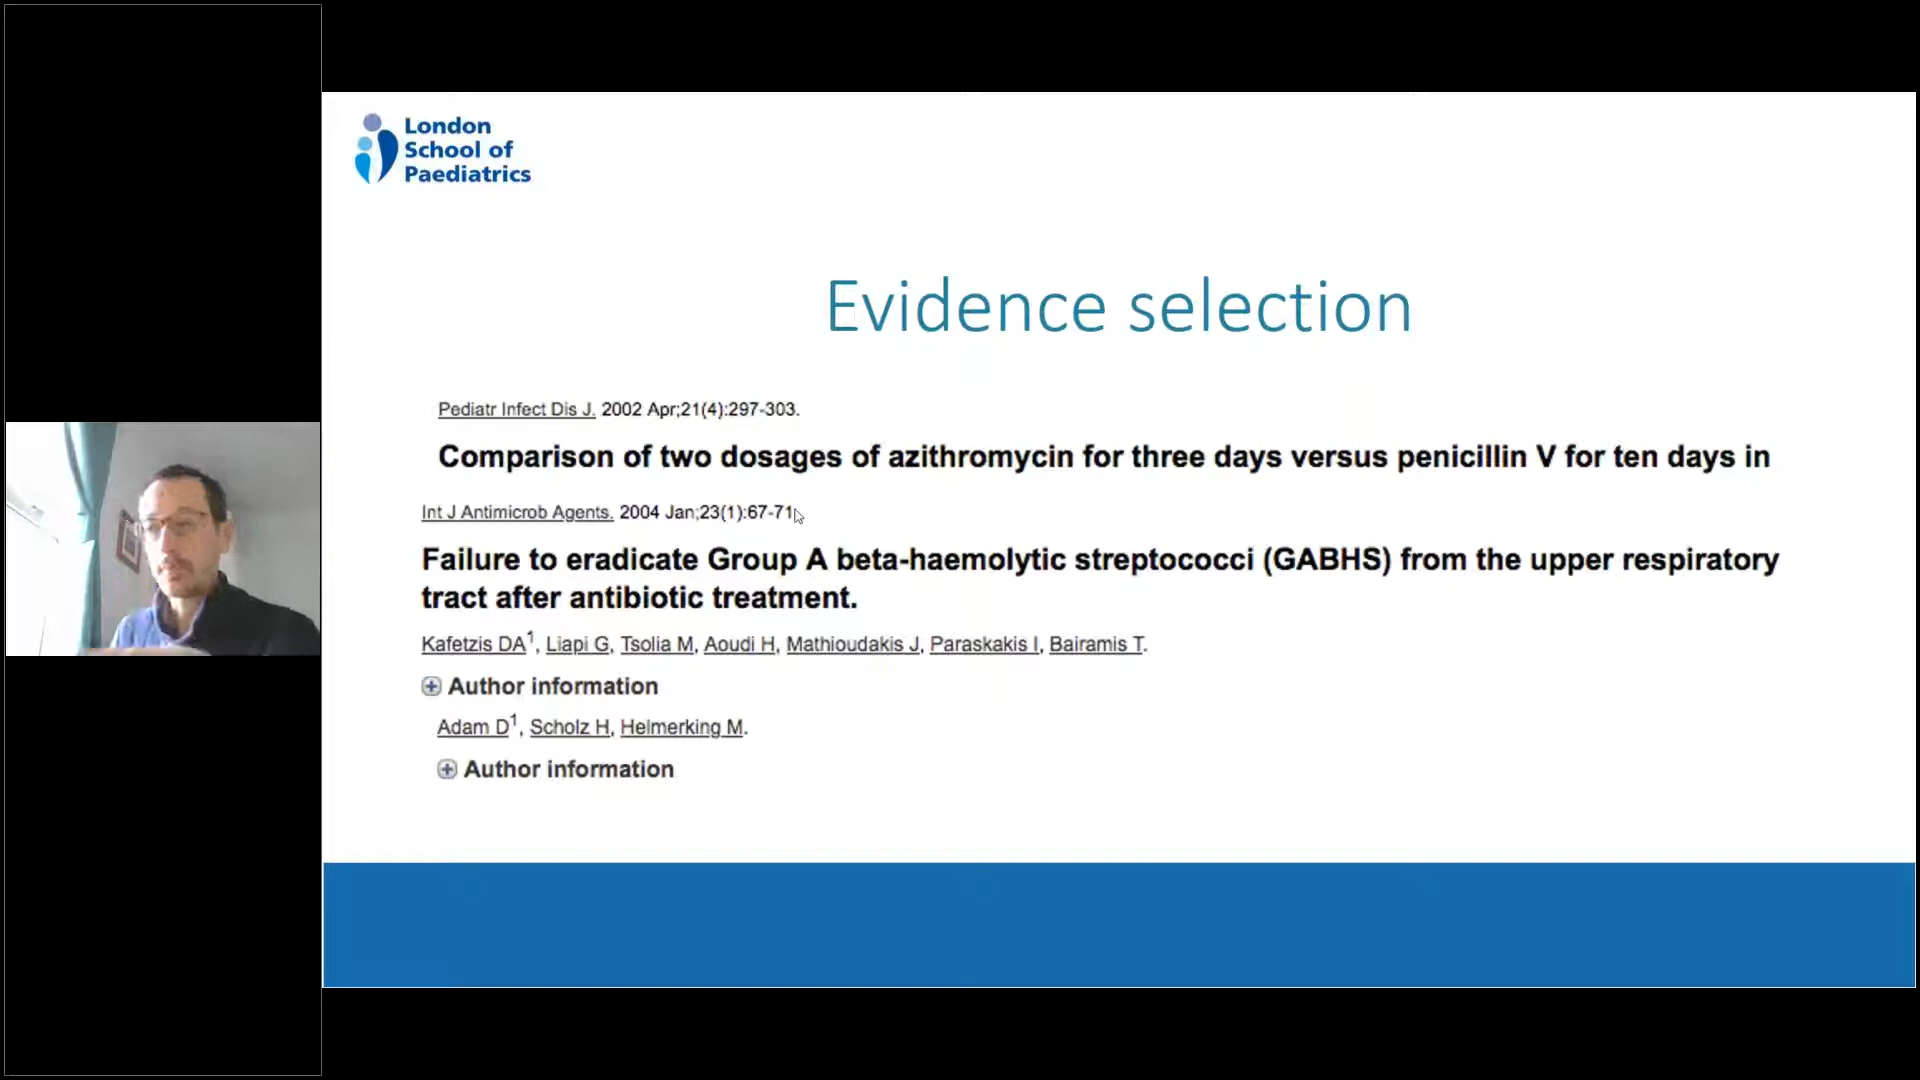 London
School of
Paediatrics
Evidence selection
Pediatr Infect Dis J. 2002 Apr;21(4):297-303.
Comparison of two dosages of azithromycin for three days versus penicillin V for ten days in
Int J Antimicrob Agents. 2004 Jan;23(1):67-71.
Failure to eradicate Group A beta-haemolytic streptococci (GABHS) from the upper respiratory
tract after antibiotic treatment.
Kafetzis DA1, Liapi G, Tsolia M, Aoudi H, Mathioudakis J, Paraskakis I, Bairamis T.
Author information
Adam D1, Scholz H, Helmerking M.
Author information